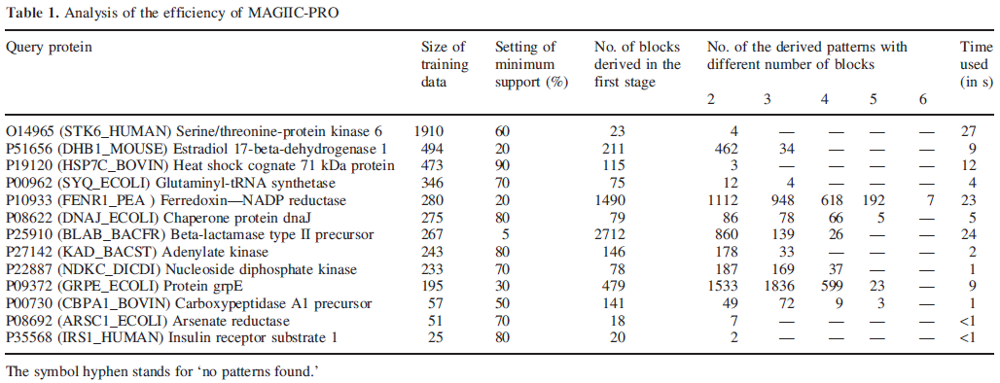 Table 1. Analysis of the efficiency of MAGIIC-PRO
Query protein Size of training data Setting of minimum support (%) No. of blocks derived in the first stage No. of the derived patterns with different number of blocks Time used (in s)
2 3 4 5 6
O14965 (STK6_HUMAN) Serine/threonine-protein kinase 6 1910 60 23 4 — — — — 27
P51656 (DHB1_MOUSE) Estradiol 17-beta-dehydrogenase 1 494 20 211 462 34 — — — 9
P19120 (HSP7C_BOVIN) Heat shock cognate 71 kDa protein 473 90 115 3 — — — — 12
P00962 (SYQ_ECOLI) Glutaminyl-tRNA synthetase 346 70 75 12 4 — — — 4
P10933 (FENR1_PEA ) Ferredoxin—NADP reductase 280 20 1490 1112 948 618 192 7 23
P08622 (DNAJ_ECOLI) Chaperone protein dnaJ 275 80 79 86 78 66 5 — 5
P25910 (BLAB_BACFR) Beta-lactamase type II precursor 267 5 2712 860 139 26 — — 24
P27142 (KAD_BACST) Adenylate kinase 243 80 146 178 33 — — — 2
P22887 (NDKC_DICDI) Nucleoside diphosphate kinase 233 70 78 187 169 37 — — 1
P09372 (GRPE_ECOLI) Protein grpE 195 30 479 1533 1836 599 23 — 9
P00730 (CBPA1_BOVIN) Carboxypeptidase A1 precursor 57 50 141 49 72 9 3 — 1
P08692 (ARSC1_ECOLI) Arsenate reductase 51 70 18 7 — — — — <1
P35568 (IRS1_HUMAN) Insulin receptor substrate 1 25 80 20 2 — — — — <1
The symbol hyphen stands for ‘no patterns found.’